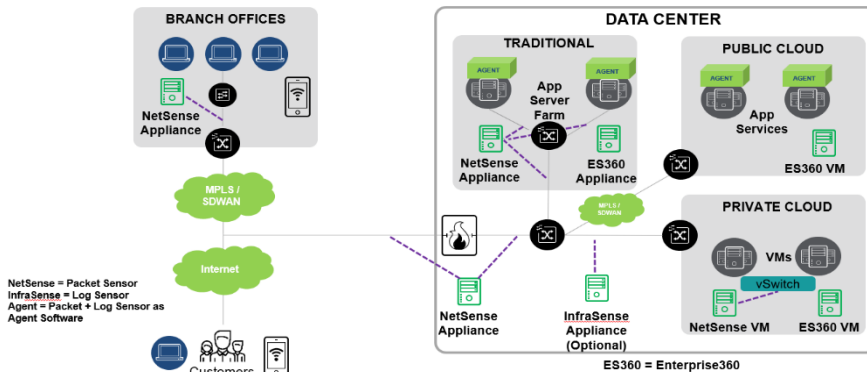 BRANCH OFFICES
NetSense
Appliance
MPLS /
SDWAN
Internet
NetSense = Packet Sensor
InfraSense = Log Sensor
Agent = Packet + Log Sensor as
Agent Software
Customers
DATA CENTER
TRADITIONAL
AGENT
AGENT
App
Server
Farm
NetSense
Appliance
ES360
Appliance
MPLS /
SDWAN
NetSense
Appliance
InfraSense
Appliance
(Optional)
PUBLIC CLOUD
AGENT
AGENT
App
Services
ES360 VM
PRIVATE CLOUD
VMs
vSwitch
NetSense VM
ES360 VM
ES360 = Enterprise360